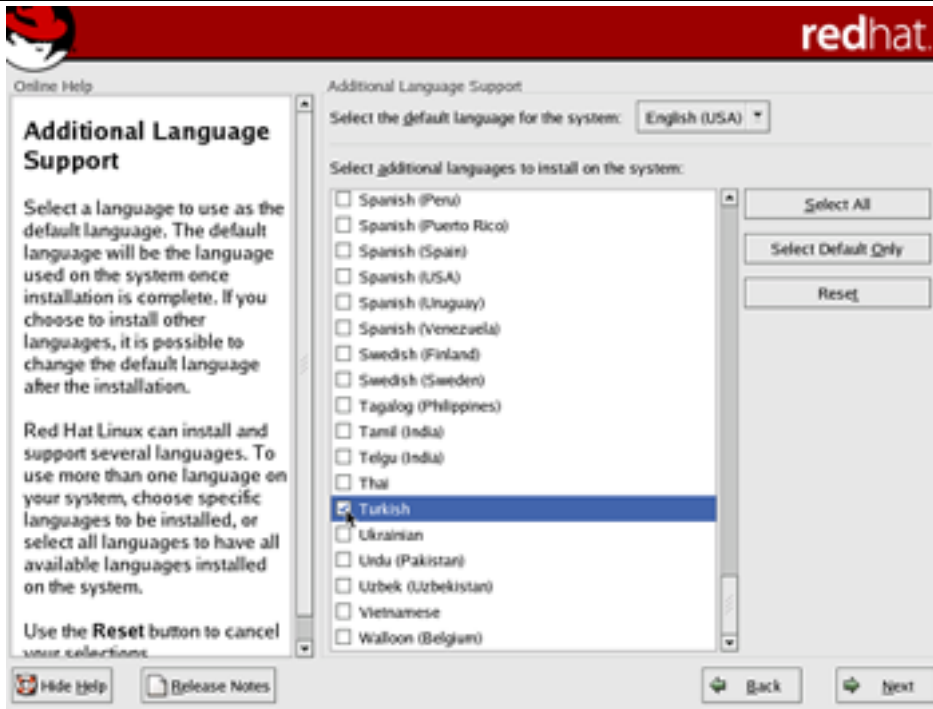 redhat.
Online Help
Additional Language
Support
Select a language to use as the
default language. The default
language will be the language
used on the system once
installation is complete. If you
choose to install other
languages, it is possible to
change the default language
after the installation.
Red Hat Linux can install and
support several languages. To
use more than one language on
your system, choose specific
languages to be installed, or
select all languages to have all
available languages installed
on the system.
Use the Reset button to cancel
your selections
Additional Language Support
Select the default language for the system: English (USA)
Select additional languages to install on the system:
Spanish (Peru)
Spanish (Puerto Rico)
Spanish (Spain)
Spanish (USA)
Spanish (Uruguay)
Spanish (Venezuela)
Swedish (Finland)
Swedish (Sweden)
Tagalog (Philippines)
Tamil (India)
Telgu (India)
Thai
Turkish
Ukrainian
Urdu (Pakistan)
Uzbek (Uzbekistan)
Vietnamese
Walloon (Belgium)
Select All
Select Default Only
Reset
Hide Help
Release Notes
Back
Next